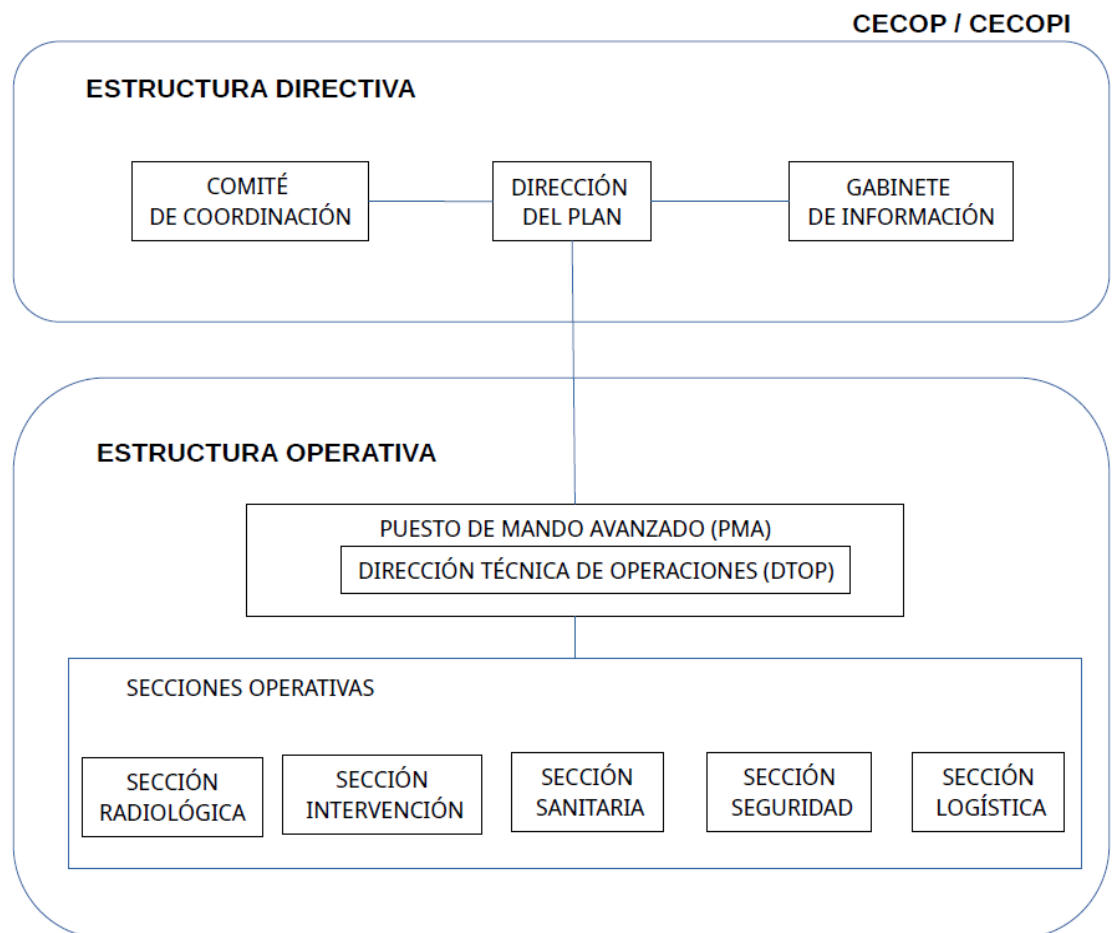 CECOP / CECOPI
ESTRUCTURA DIRECTIVA
COMITÉ
DE COORDINACIÓN
DIRECCIÓN
DEL PLAN
GABINETE
DE INFORMACIÓN
ESTRUCTURA OPERATIVA
PUESTO DE MANDO AVANZADO (PMA)
DIRECCIÓN TÉCNICA DE OPERACIONES (DTOP)
SECCIONES OPERATIVAS
SECCIÓN
RADIOLÓGICA
SECCIÓN
INTERVENCIÓN
SECCIÓN
SANITARIA
SECCIÓN
SEGURIDAD
SECCIÓN
LOGÍSTICA